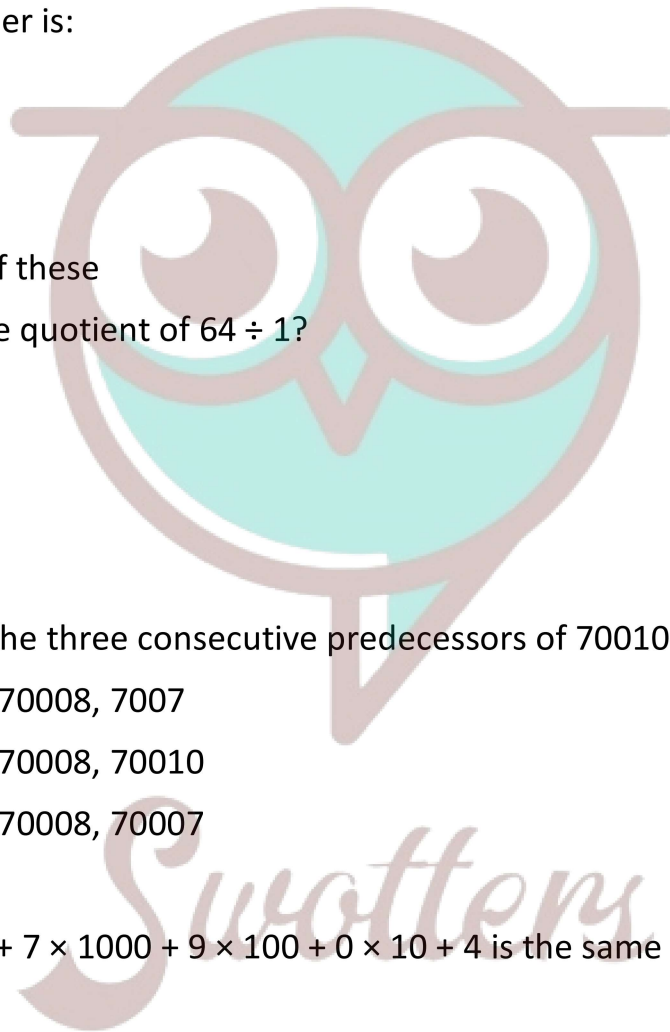 er is:
f these
e quotient of 64 ÷ 1?
he three consecutive predecessors of 70010
70008, 7007
70008, 70010
70008, 70007
+ 7 × 1000 + 9 × 100 + 0 × 10 + 4 is the same
Swotters